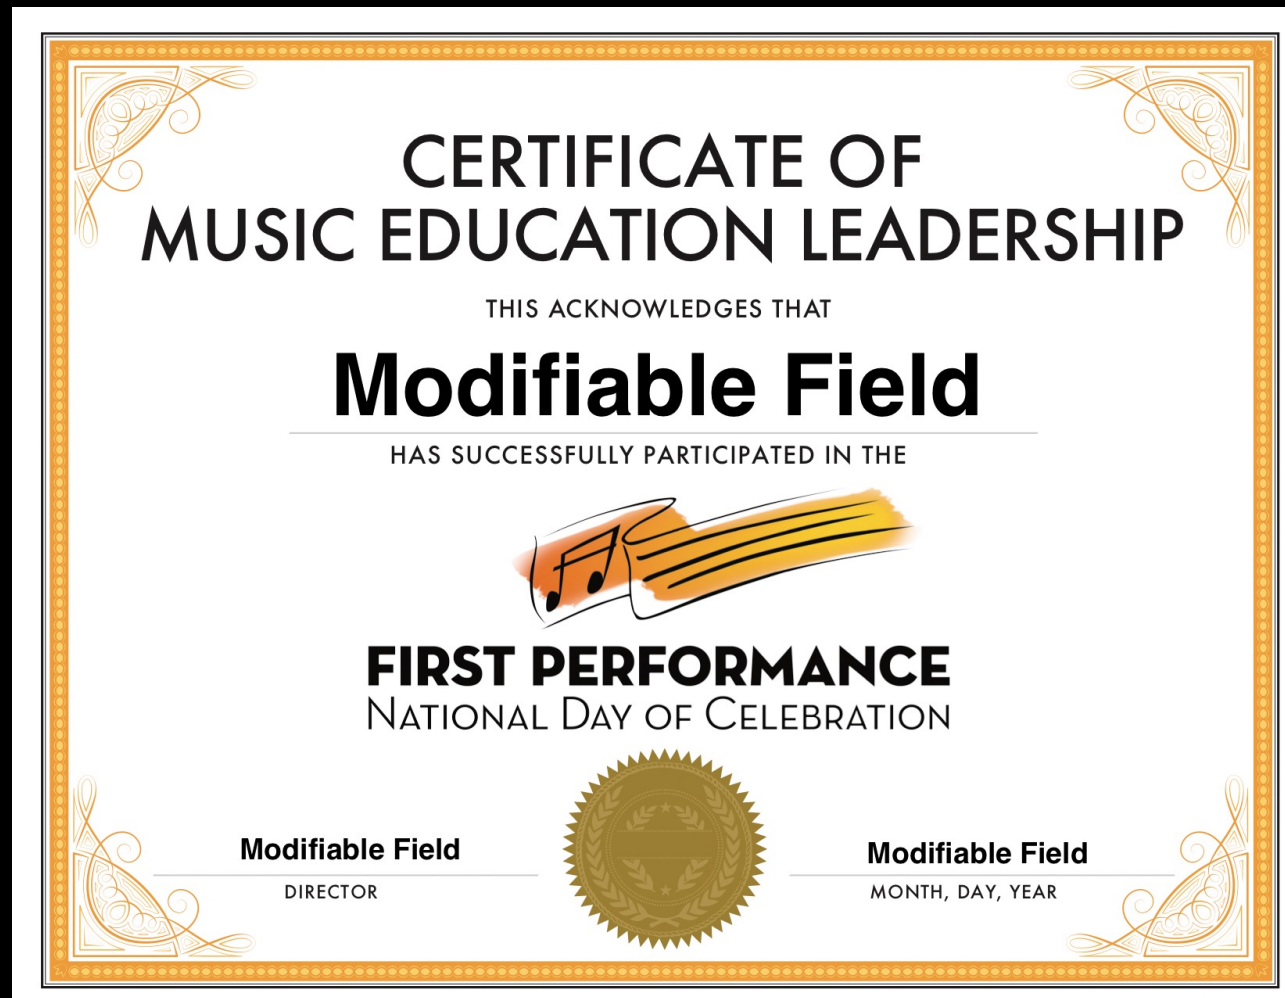 CERTIFICATE OF
MUSIC EDUCATION LEADERSHIP
THIS ACKNOWLEDGES THAT
Modifiable Field
HAS SUCCESSFULLY PARTICIPATED IN THE
FIRST PERFORMANCE
NATIONAL DAY OF CELEBRATION
Modifiable Field
DIRECTOR
Modifiable Field
MONTH, DAY, YEAR